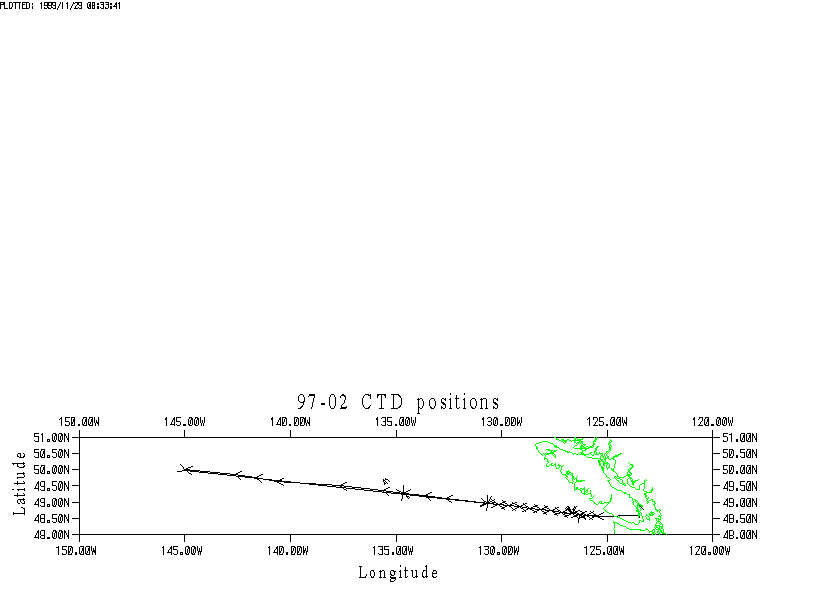 PLOTTED: 1999/11/29 08:33:41
97-02 CTD positions
150.00W 145.00W 140.00W 135.00W 130.00W 125.00W 120.00W
51.00N 51.00N
50.50N 50.50N
50.00N 50.00N
49.50N 49.50N
49.00N 49.00N
48.50N 48.50N
48.00N 48.00N
Latitude
150.00W 145.00W 140.00W 135.00W 130.00W 125.00W 120.00W
Longitude